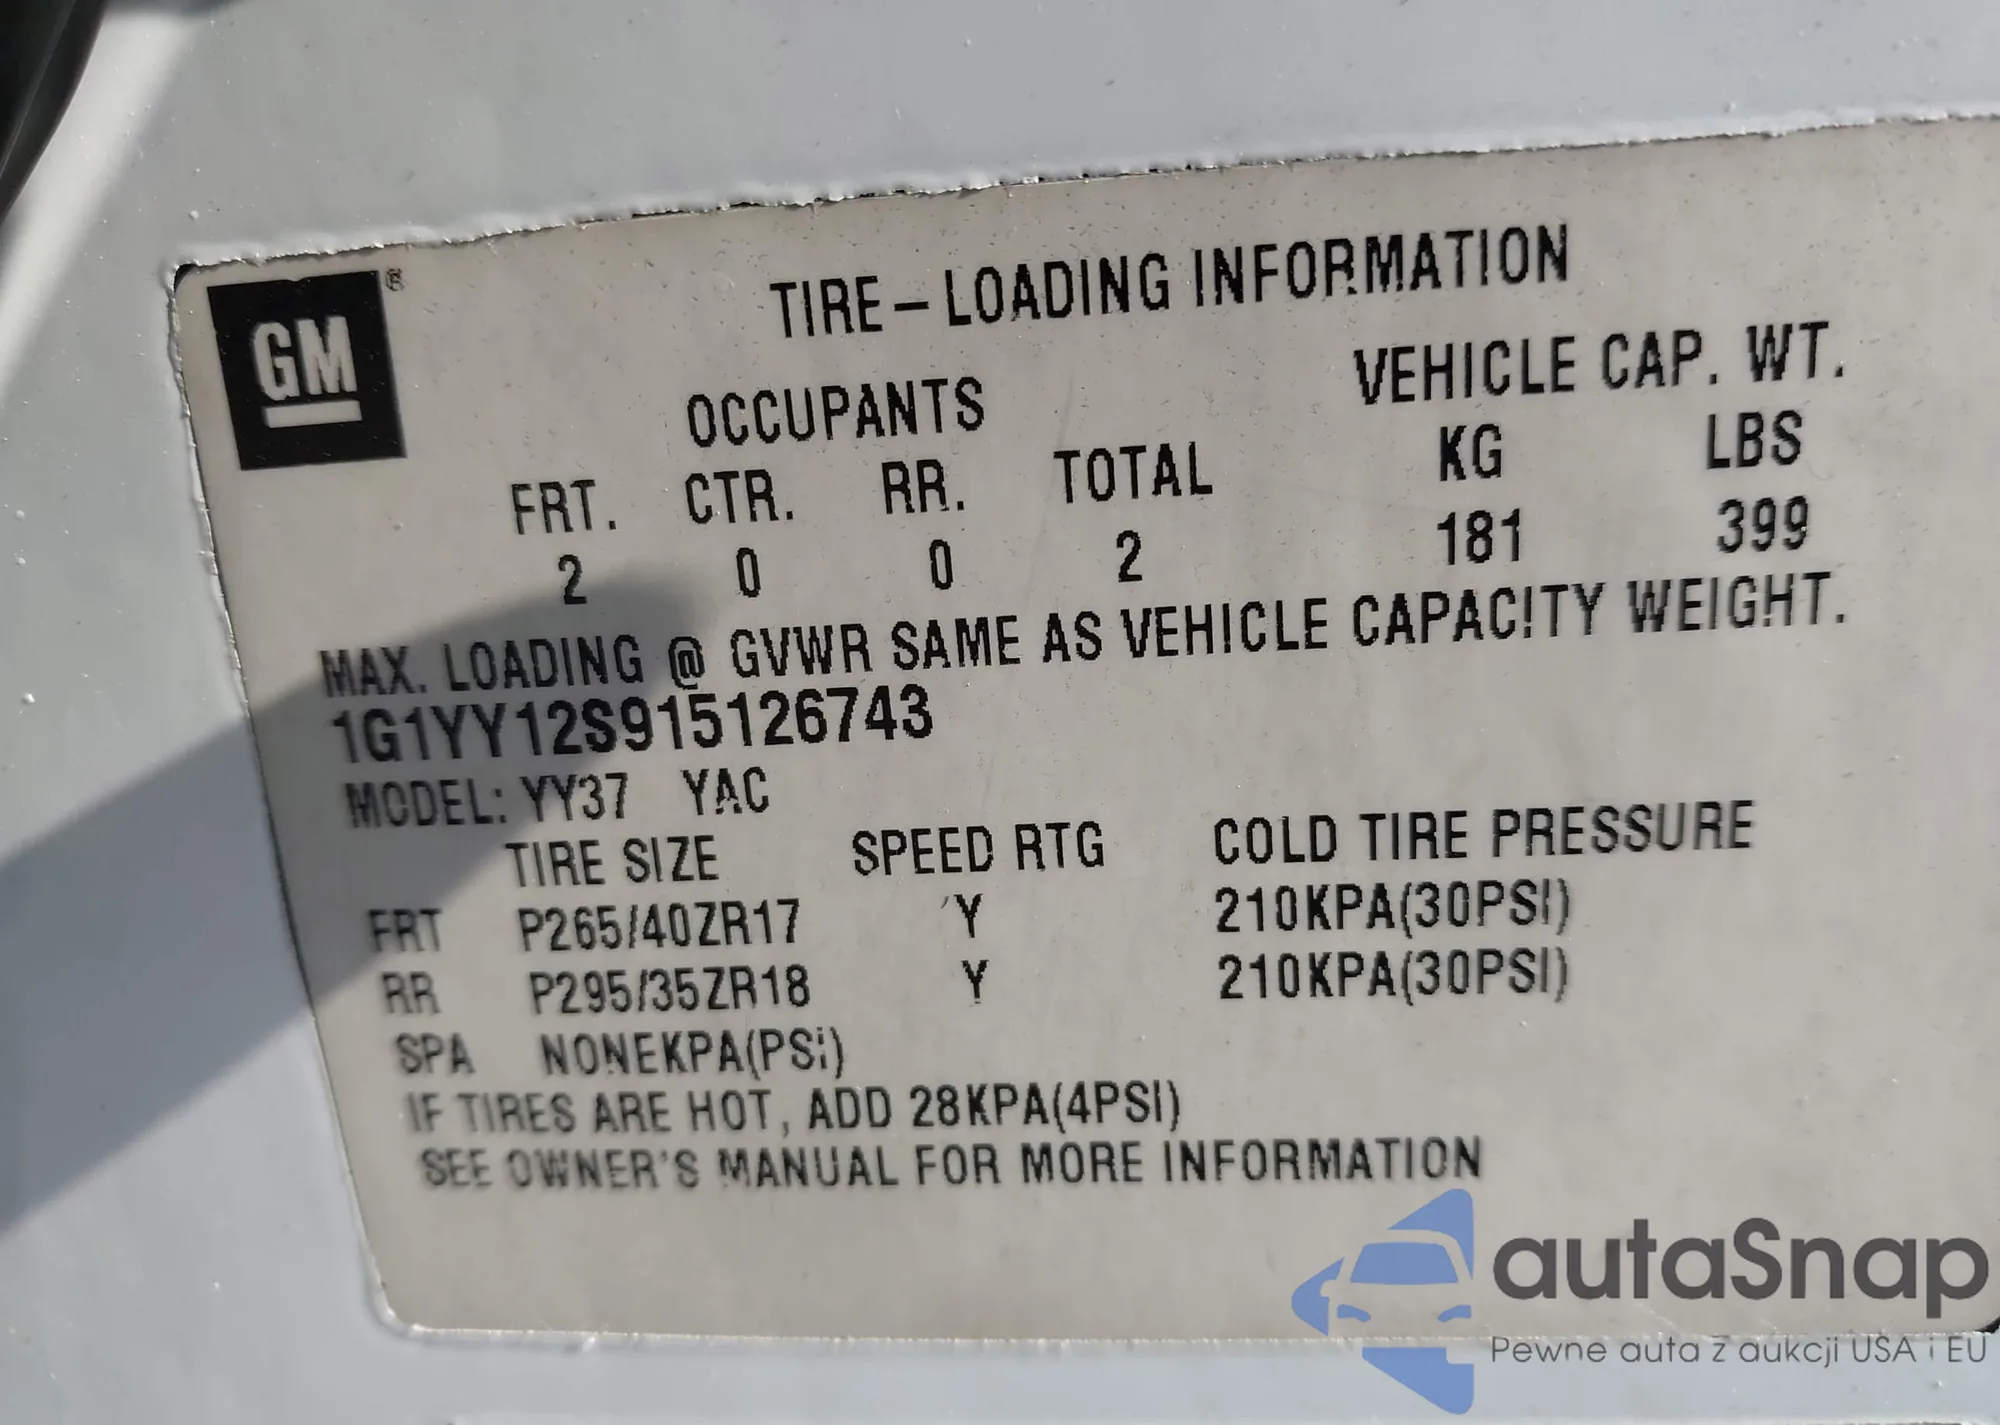 GM ®
TIRE – LOADING INFORMATION
OCCUPANTS VEHICLE CAP. WT.
FRT. CTR. RR. TOTAL KG LBS
2 0 0 2 181 399
MAX. LOADING @ GVWR SAME AS VEHICLE CAPACITY WEIGHT.
1G1YY12S915126743
MODEL: YY37 YAC
TIRE SIZE SPEED RTG COLD TIRE PRESSURE
FRT P265/40ZR17 Y 210KPA(30PSI)
RR P295/35ZR18 Y 210KPA(30PSI)
SPA NONEKPA(PSI)
IF TIRES ARE HOT, ADD 28KPA(4PSI)
SEE OWNER'S MANUAL FOR MORE INFORMATION
autaSnap
Pewne auta z aukcji USA i EU